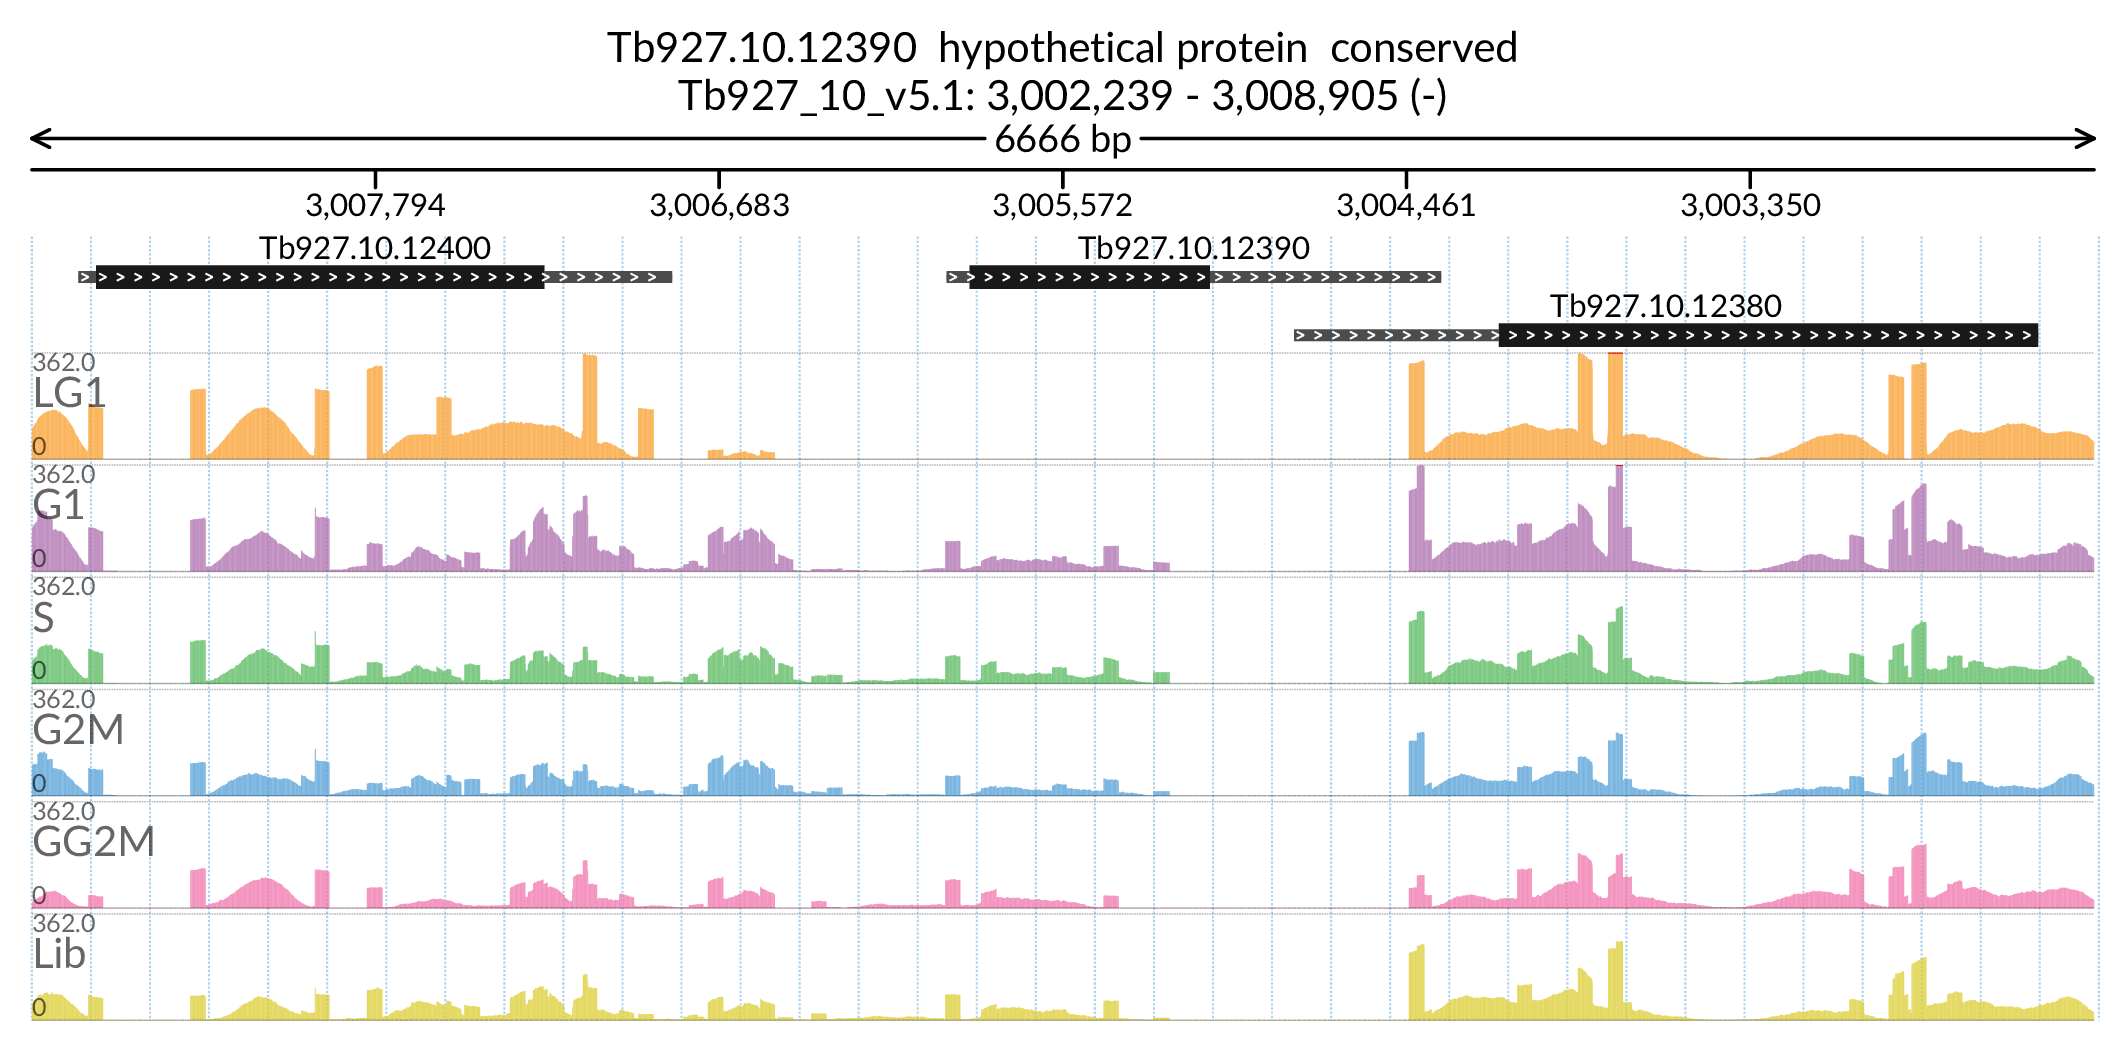 Tb927.10.12390  hypothetical protein  conserved
Tb927_10_v5.1: 3,002,239 - 3,008,905 (-)
6666 bp
3,007,794 3,006,683 3,005,572 3,004,461 3,003,350
Tb927.10.12400 Tb927.10.12390
Tb927.10.12380
362.0
LG1
0
362.0
G1
0
362.0
S
0
362.0
G2M
0
362.0
GG2M
0
362.0
Lib
0